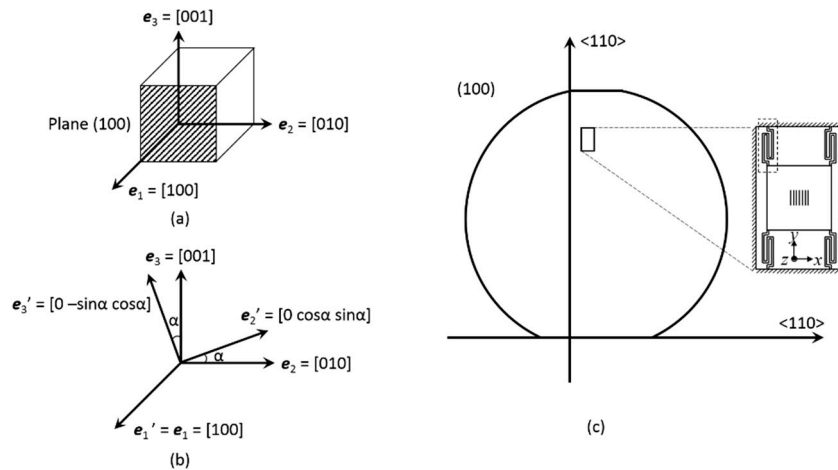 e₃ = [001]
Plane (100)
e₂ = [010]
e₁ = [100]
(a)
e₃ = [001]
e₃′ = [0 –sinα cosα]
e₂′ = [0 cosα sinα]
α
α
e₂ = [010]
e₁′ = e₁ = [100]
(b)
<110>
(100)
y
z
x
<110>
(c)